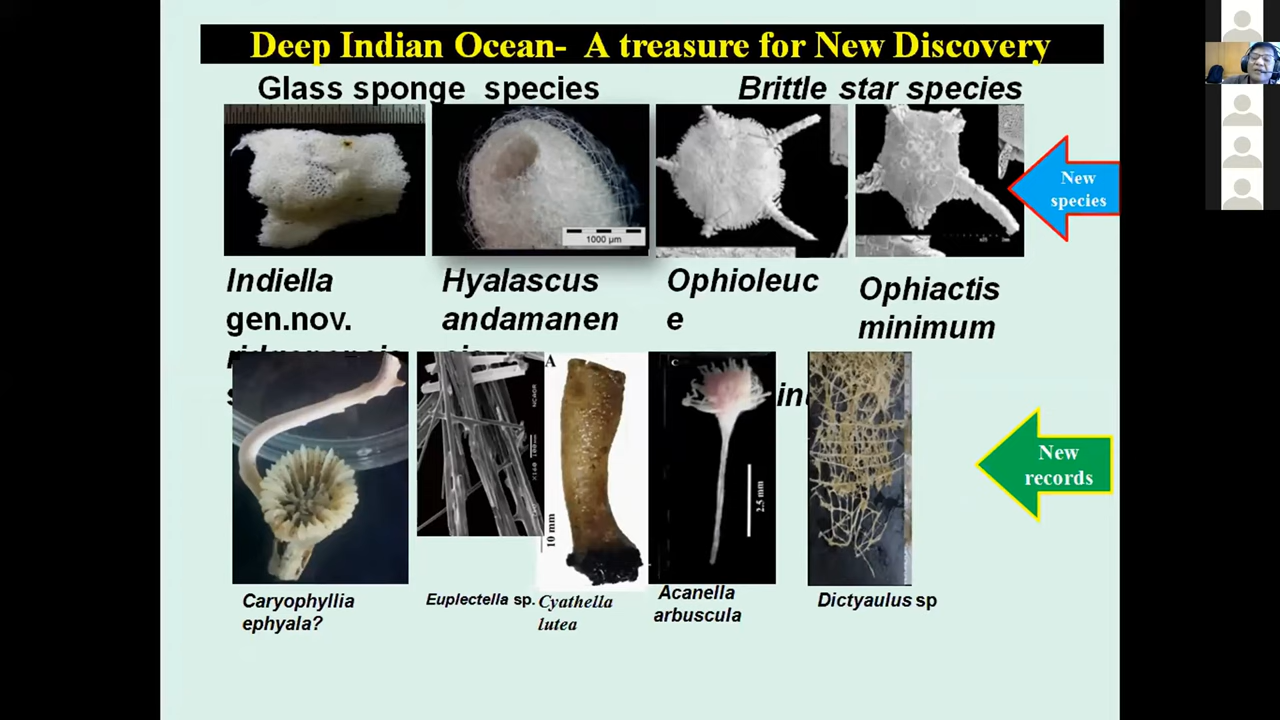 Deep Indian Ocean- A treasure for New Discovery
Glass sponge species
Brittle star species
1000 µm
New
species
Indiella
gen.nov.
Hyalascus
andamanen
Ophioleuc
e
Ophiactis
minimum
A
c
10 mm
2.5 mm
New
records
Caryophyllia
ephyala?
Euplectella sp.
Cyathella
lutea
Acanella
arbuscula
Dictyaulus sp